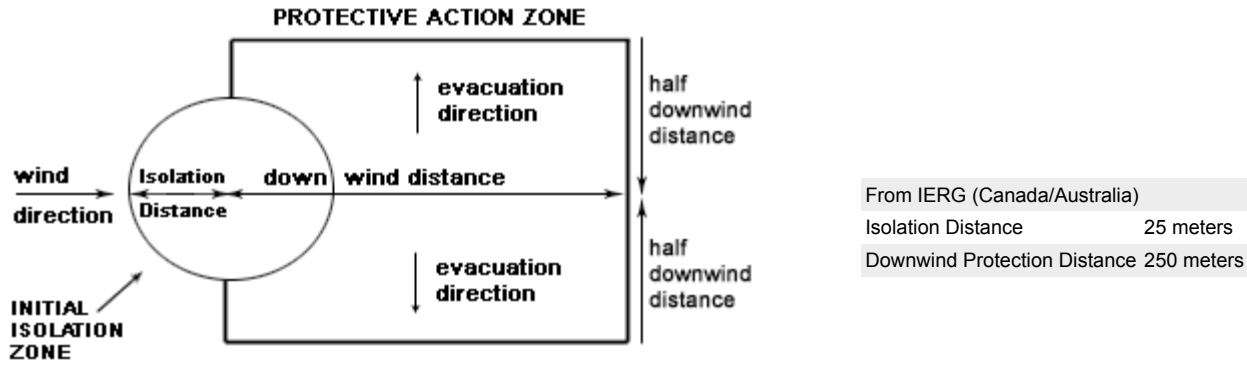 PROTECTIVE ACTION ZONE
evacuation
direction
half
downwind
distance
wind
direction
Isolation
Distance
down wind distance
evacuation
direction
half
downwind
distance
INITIAL
ISOLATION
ZONE
From IERG (Canada/Australia)
Isolation Distance 25 meters
Downwind Protection Distance 250 meters